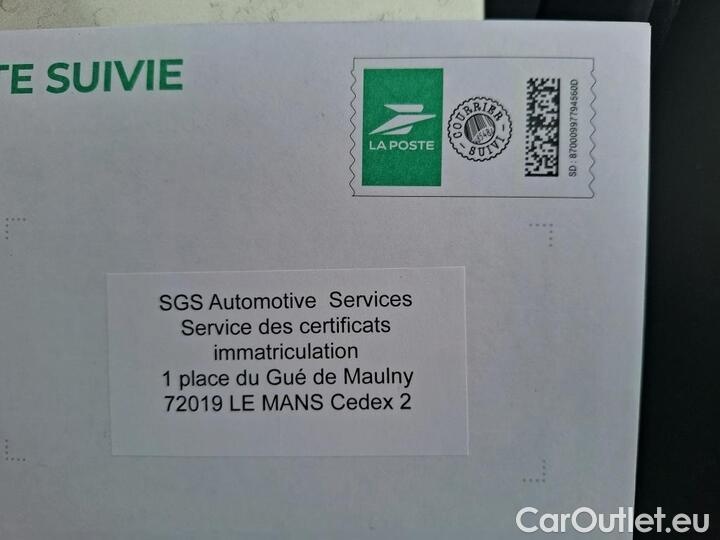 TE SUIVIE
LA POSTE
COURRIER
SUIVI
SD : 87000997794560D
SGS Automotive Services
Service des certificats
immatriculation
1 place du Gué de Maulny
72019 LE MANS Cedex 2
CarOutlet.eu